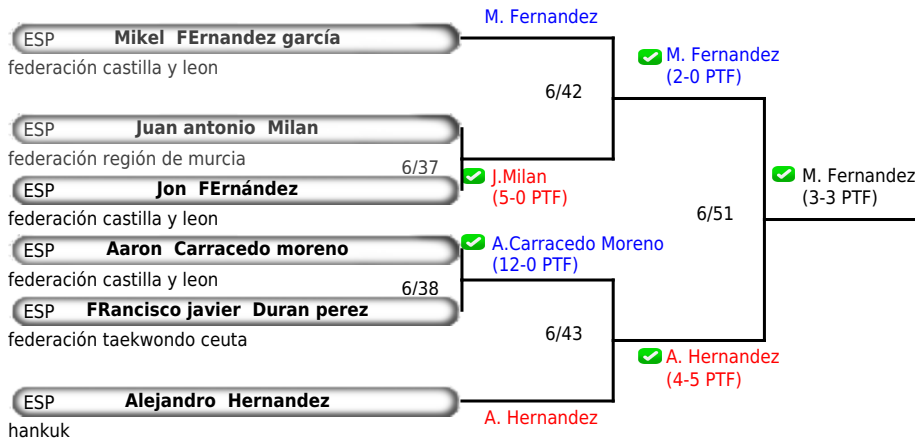 M. Fernandez
ESP Mikel FErnandez garcía
federación castilla y leon
M. Fernandez
(2-0 PTF)
6/42
ESP Juan antonio Milan
federación región de murcia
6/37
J.Milan
(5-0 PTF)
M. Fernandez
(3-3 PTF)
ESP Jon FErnández
federación castilla y leon
6/51
ESP Aaron Carracedo moreno
A.Carracedo Moreno
(12-0 PTF)
federación castilla y leon
6/38
ESP FRancisco javier Duran perez
federación taekwondo ceuta
6/43
A. Hernandez
(4-5 PTF)
ESP Alejandro Hernandez
A. Hernandez
hankuk